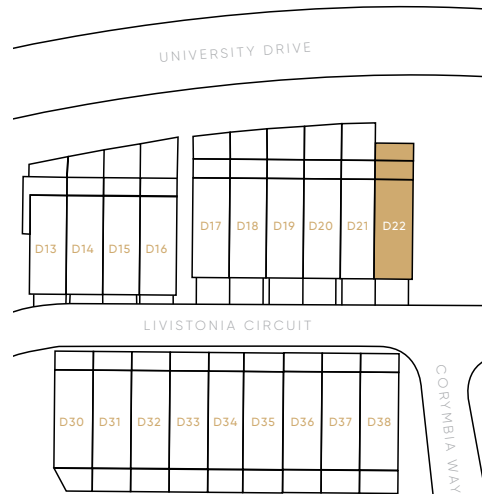 UNIVERSITY DRIVE
D17 D18 D19 D20 D21 D22
D13 D14 D15 D16
LIVISTONIA CIRCUIT
CORYMBIA WAY
D30 D31 D32 D33 D34 D35 D36 D37 D38